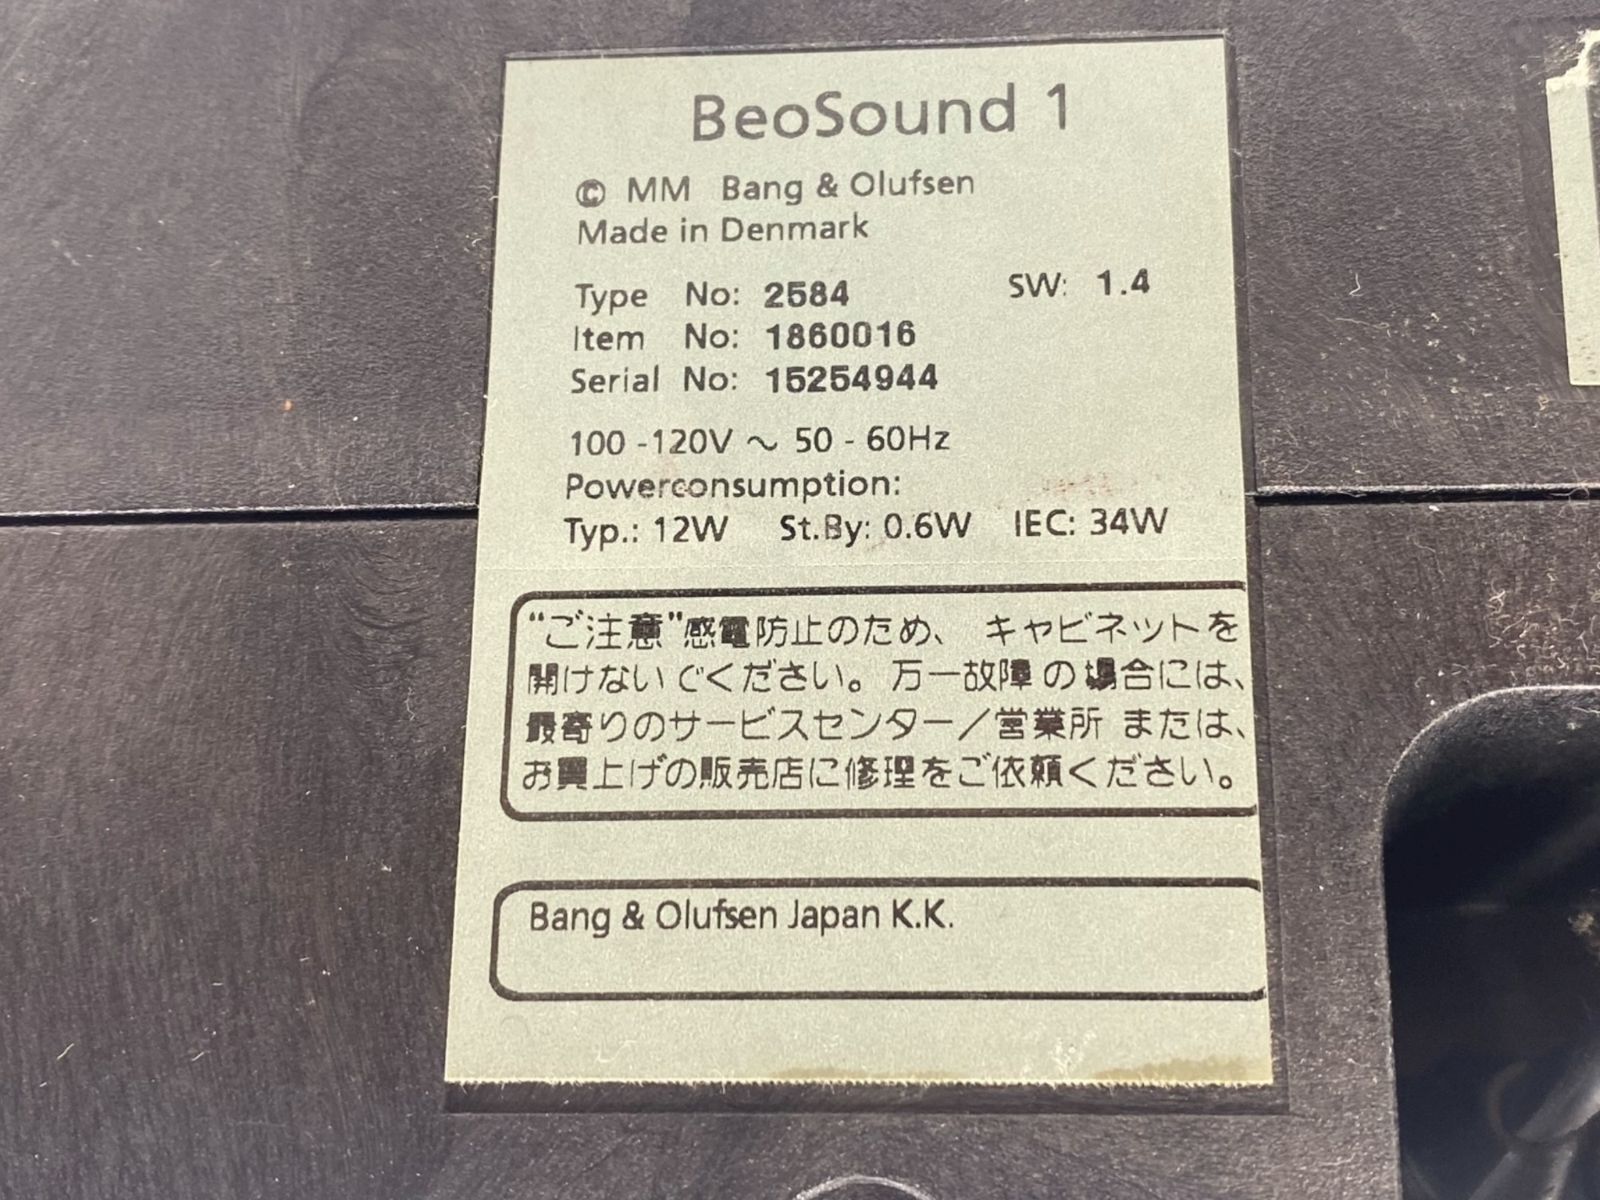 BeoSound 1
© MM Bang & Olufsen
Made in Denmark
Type No: 2584 SW: 1.4
Item No: 1860016
Serial No: 15254944
100 -120V ~ 50 - 60Hz
Powerconsumption:
Typ.: 12W St.By: 0.6W IEC: 34W
“ご注意”感電防止のため、 キャビネットを
開けないでください。万一故障の場合には、
最寄りのサービスセンター／営業所 または、
お買上げの販売店に修理をご依頼ください。
Bang & Olufsen Japan K.K.